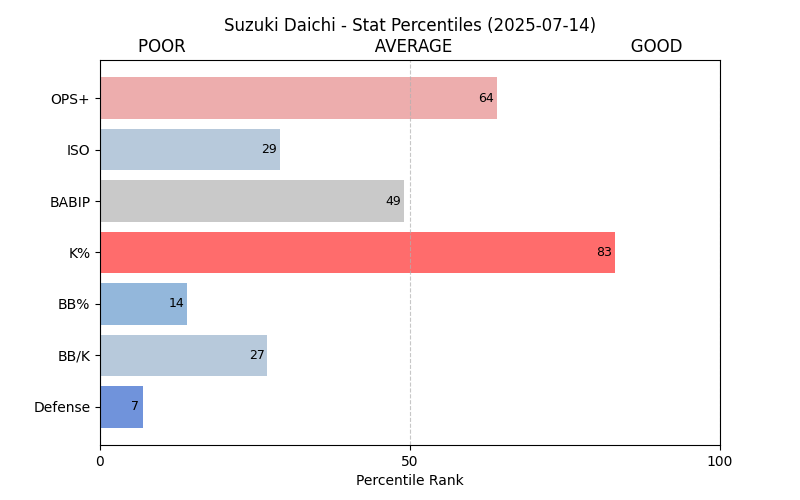 Suzuki Daichi - Stat Percentiles (2025-07-14)
POOR AVERAGE GOOD
OPS+ 64
ISO 29
BABIP 49
K% 83
BB% 14
BB/K 27
Defense 7
0 50 100
Percentile Rank